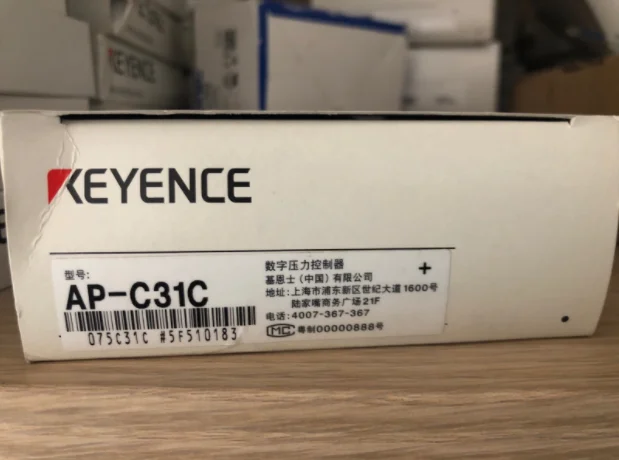 KEYENCE
KEYENCE
型号:
AP-C31C
075C31C #5F510183
数字压力控制器
基恩士(中国)有限公司
地址:上海市浦东新区世纪大道1600号
陆家嘴商务广场21F
电话:4007-367-367
MC 粤制00000888号